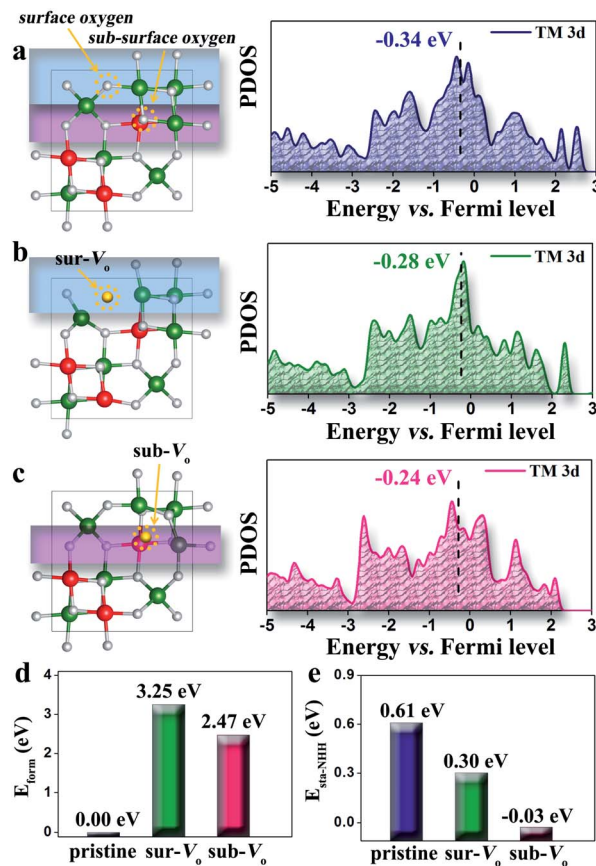 surface oxygen
sub-surface oxygen
a
-0.34 eV
TM 3d
PDOS
-5 -4 -3 -2 -1 0 1 2 3
Energy vs. Fermi level
b
sur-Vo
-0.28 eV
TM 3d
PDOS
-5 -4 -3 -2 -1 0 1 2 3
Energy vs. Fermi level
sub-Vo
c
-0.24 eV
TM 3d
PDOS
-5 -4 -3 -2 -1 0 1 2 3
Energy vs. Fermi level
d
E_form (eV)
4
3
2
1
0
0.00 eV
3.25 eV
2.47 eV
pristine sur-Vo sub-Vo
e
E_sta-NHH (eV)
0.9
0.6
0.3
0.0
0.61 eV
0.30 eV
-0.03 eV
pristine sur-Vo sub-Vo